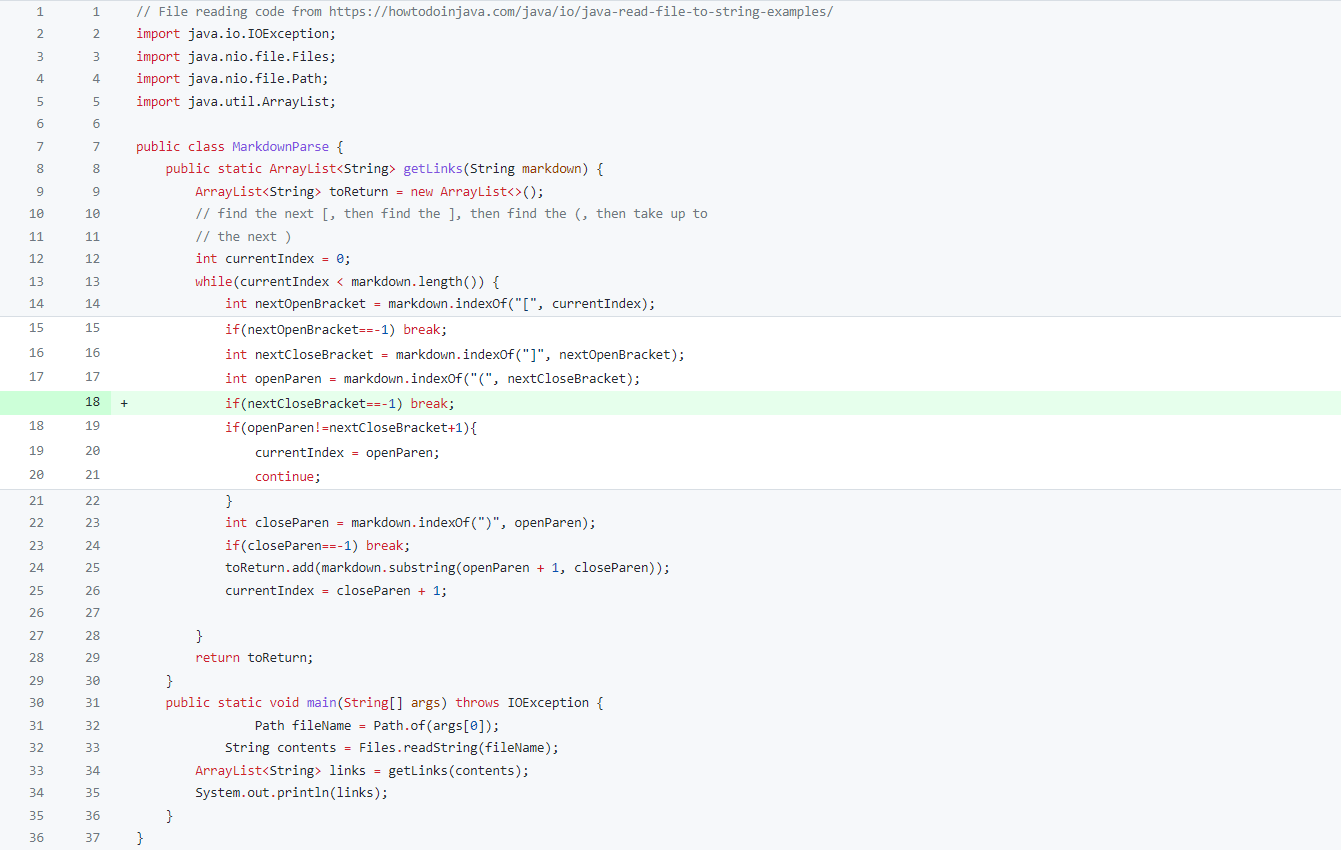 1 1 // File reading code from https://howtodoinjava.com/java/io/java-read-file-to-string-examples/
2 2 import java.io.IOException;
3 3 import java.nio.file.Files;
4 4 import java.nio.file.Path;
5 5 import java.util.ArrayList;
6 6
7 7 public class MarkdownParse {
8 8     public static ArrayList<String> getLinks(String markdown) {
9 9         ArrayList<String> toReturn = new ArrayList<>();
10 10         // find the next [, then find the ], then find the (, then take up to
11 11         // the next )
12 12         int currentIndex = 0;
13 13         while(currentIndex < markdown.length()) {
14 14             int nextOpenBracket = markdown.indexOf("[", currentIndex);
15 15             if(nextOpenBracket==-1) break;
16 16             int nextCloseBracket = markdown.indexOf("]", nextOpenBracket);
17 17             int openParen = markdown.indexOf("(", nextCloseBracket);
18 +             if(nextCloseBracket==-1) break;
18 19             if(openParen!=nextCloseBracket+1){
19 20                 currentIndex = openParen;
20 21                 continue;
21 22             }
22 23             int closeParen = markdown.indexOf(")", openParen);
23 24             if(closeParen==-1) break;
24 25             toReturn.add(markdown.substring(openParen + 1, closeParen));
25 26             currentIndex = closeParen + 1;
26 27
27 28         }
28 29         return toReturn;
29 30     }
30 31     public static void main(String[] args) throws IOException {
31 32                 Path fileName = Path.of(args[0]);
32 33             String contents = Files.readString(fileName);
33 34         ArrayList<String> links = getLinks(contents);
34 35         System.out.println(links);
35 36     }
36 37 }